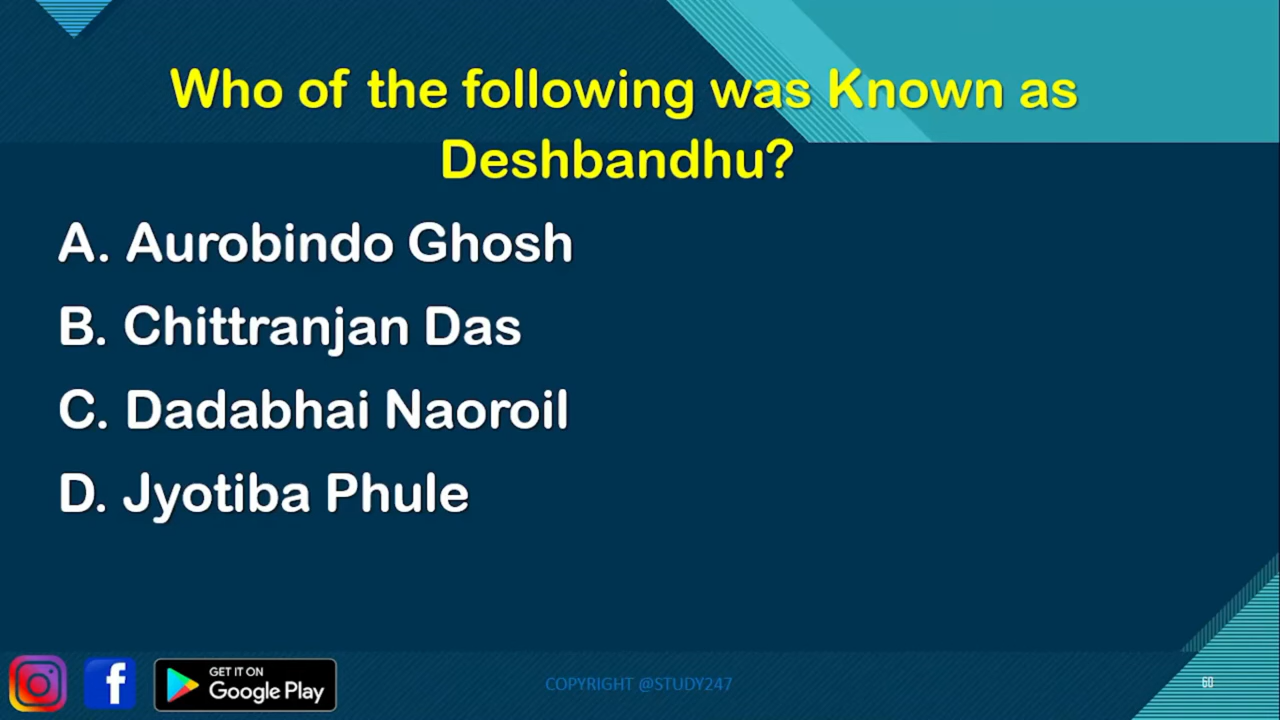 Who of the following was Known as
Deshbandhu?
A. Aurobindo Ghosh
B. Chittranjan Das
C. Dadabhai Naoroil
D. Jyotiba Phule
GET IT ON
Google Play
COPYRIGHT @STUDY247
60